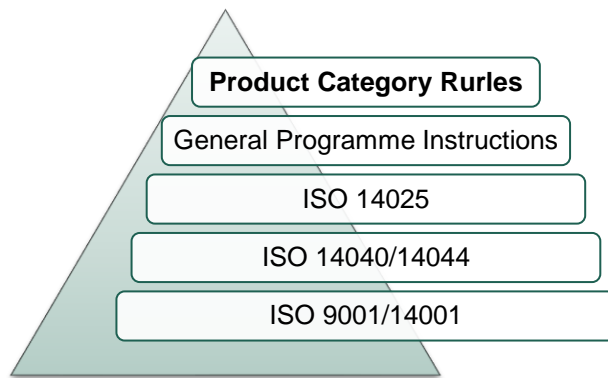 Product Category Rurles
General Programme Instructions
ISO 14025
ISO 14040/14044
ISO 9001/14001